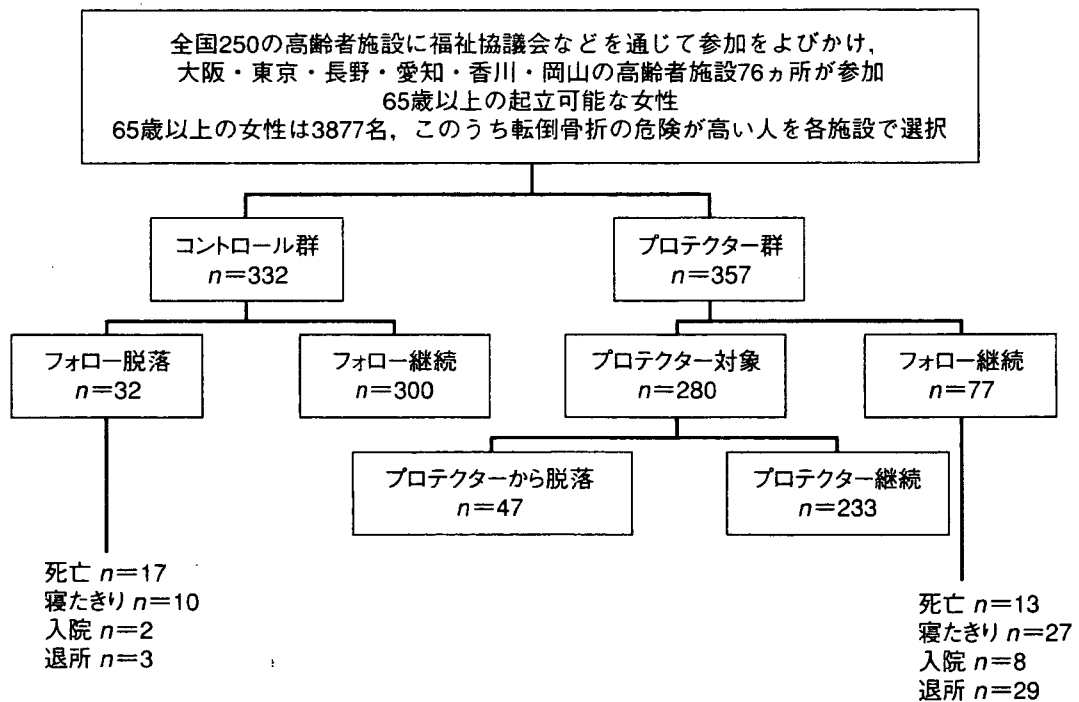 全国250の高齢者施設に福祉協議会などを通じて参加をよびかけ，
大阪・東京・長野・愛知・香川・岡山の高齢者施設76ヵ所が参加
65歳以上の起立可能な女性
65歳以上の女性は3877名，このうち転倒骨折の危険が高い人を各施設で選択
コントロール群
n＝332
プロテクター群
n＝357
フォロー脱落
n＝32
フォロー継続
n＝300
プロテクター対象
n＝280
フォロー継続
n＝77
プロテクターから脱落
n＝47
プロテクター継続
n＝233
死亡 n＝17
寝たきり n＝10
入院 n＝2
退所 n＝3
死亡 n＝13
寝たきり n＝27
入院 n＝8
退所 n＝29